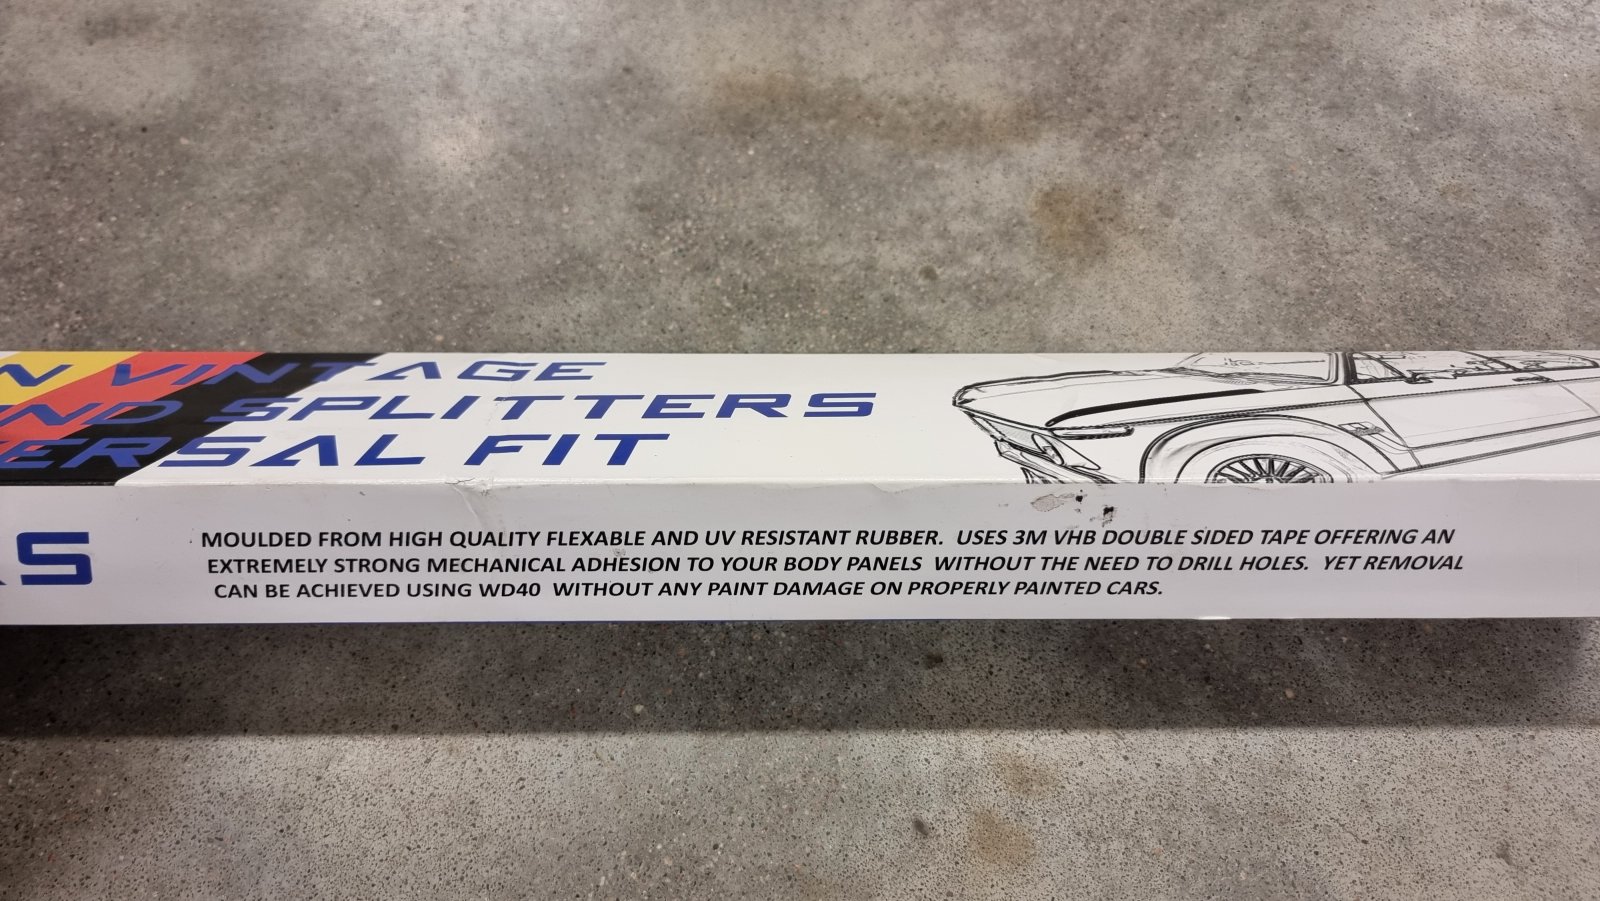 N VINTAGE
ND SPLITTERS
ERSAL FIT
S
MOULDED FROM HIGH QUALITY FLEXABLE AND UV RESISTANT RUBBER. USES 3M VHB DOUBLE SIDED TAPE OFFERING AN
EXTREMELY STRONG MECHANICAL ADHESION TO YOUR BODY PANELS WITHOUT THE NEED TO DRILL HOLES. YET REMOVAL
CAN BE ACHIEVED USING WD40 WITHOUT ANY PAINT DAMAGE ON PROPERLY PAINTED CARS.